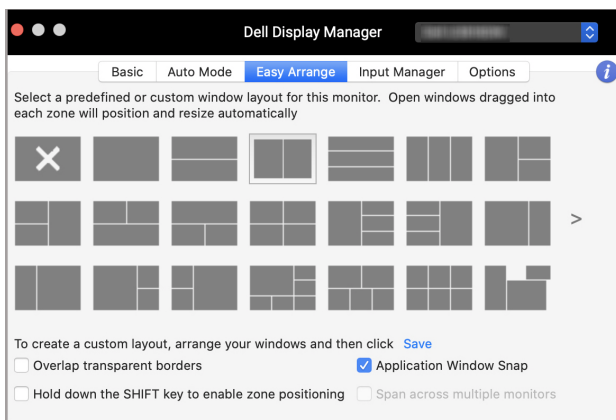 Dell Display Manager
Basic Auto Mode Easy Arrange Input Manager Options i
Select a predefined or custom window layout for this monitor. Open windows dragged into
each zone will position and resize automatically
>
To create a custom layout, arrange your windows and then click Save
Overlap transparent borders Application Window Snap
Hold down the SHIFT key to enable zone positioning Span across multiple monitors